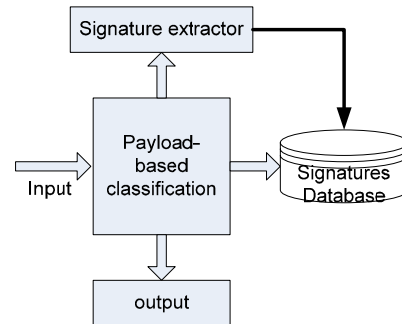 Signature extractor
Payload-
based
classification
Input
Signatures
Database
output